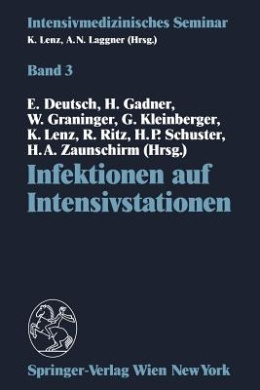 Intensivmedizinisches Seminar
K. Lenz, A.N. Laggner (Hrsg.)
Band 3
E. Deutsch, H. Gadner,
W. Graninger, G. Kleinberger,
K. Lenz, R. Ritz, H. P. Schuster,
H. A. Zaunschirm (Hrsg.)
Infektionen auf
Intensivstationen
Springer-Verlag Wien New York